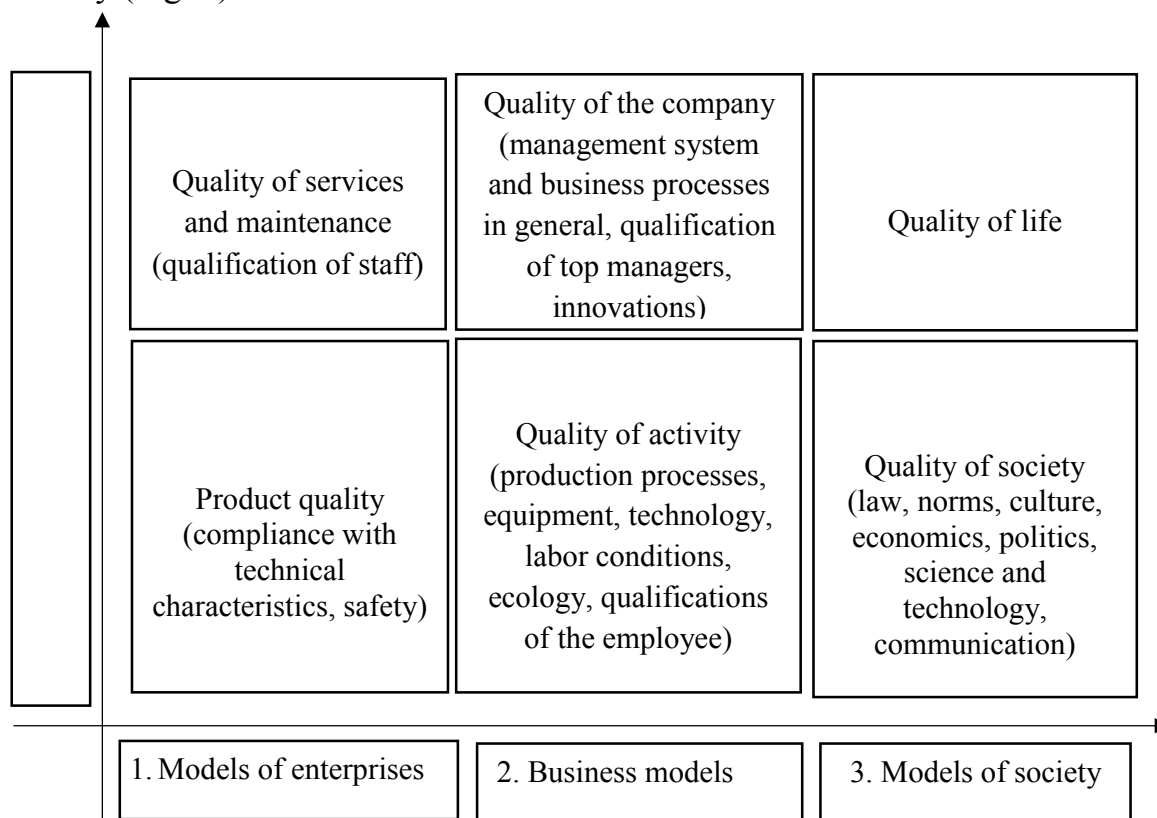 Quality of services
and maintenance
(qualification of staff)
Quality of the company
(management system
and business processes
in general, qualification
of top managers,
innovations)
Quality of life
Product quality
(compliance with
technical
characteristics, safety)
Quality of activity
(production processes,
equipment, technology,
labor conditions,
ecology, qualifications
of the employee)
Quality of society
(law, norms, culture,
economics, politics,
science and
technology,
communication)
1. Models of enterprises
2. Business models
3. Models of society